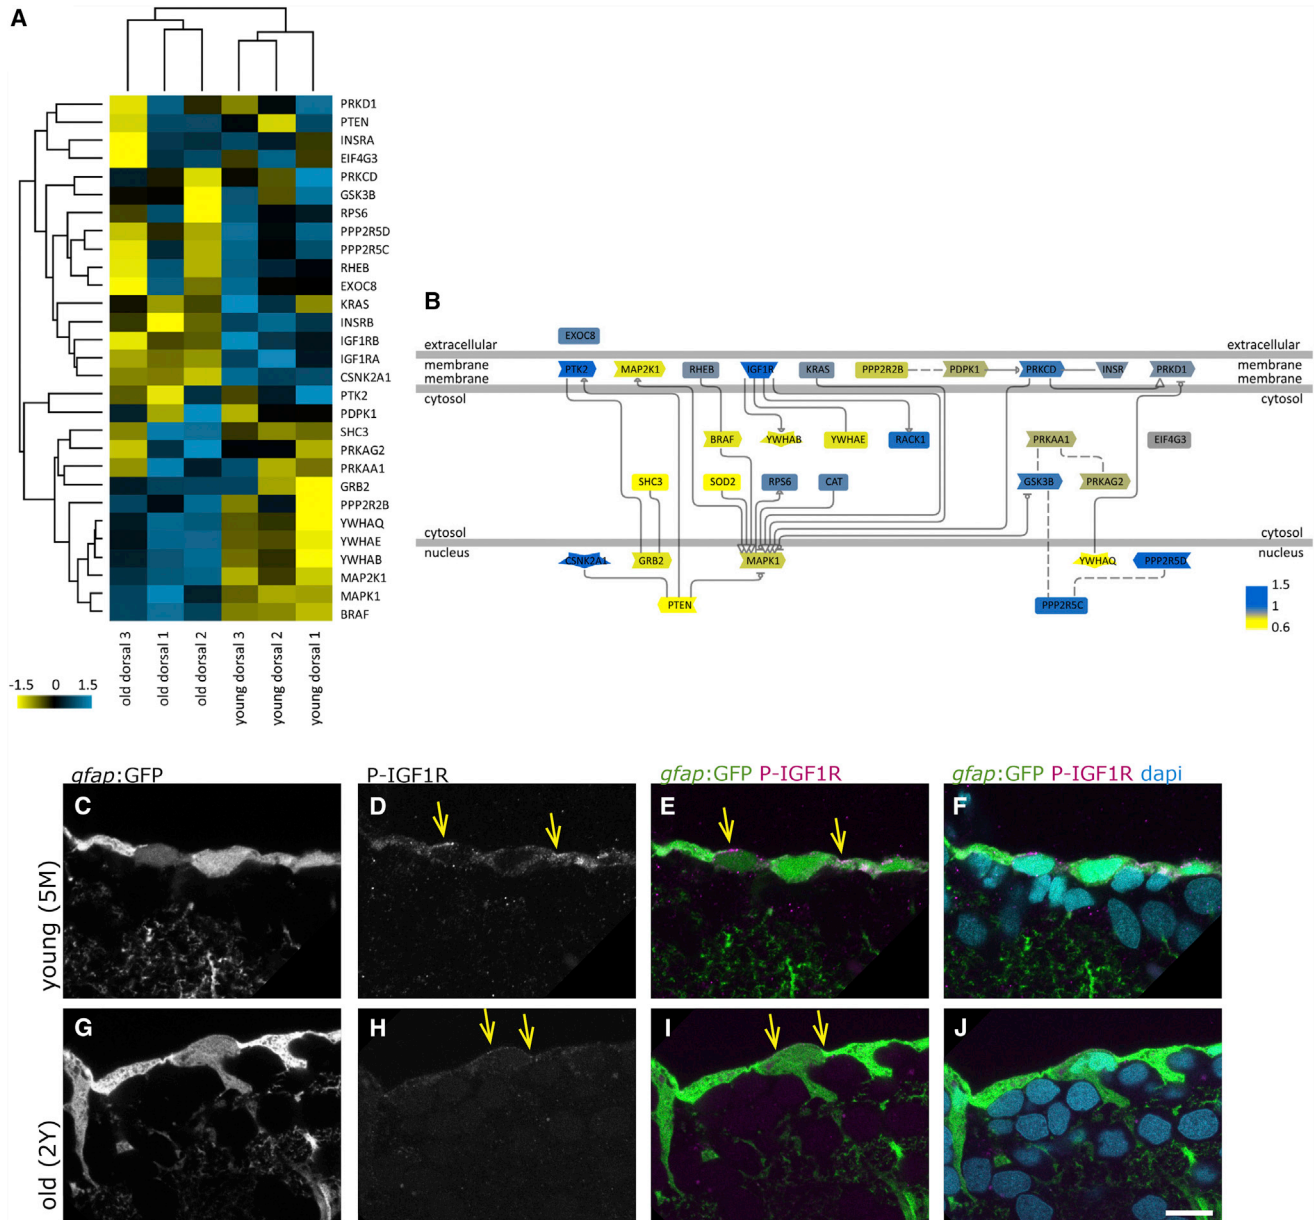 A
PRKD1
PTEN
INSRA
EIF4G3
PRKCD
GSK3B
RPS6
PPP2R5D
PPP2R5C
RHEB
EXOC8
KRAS
INSRB
IGF1RB
IGF1RA
CSNK2A1
PTK2
PDPK1
SHC3
PRKAG2
PRKAA1
GRB2
PPP2R2B
YWHAQ
YWHAE
YWHAB
MAP2K1
MAPK1
BRAF
old dorsal 3
old dorsal 1
old dorsal 2
young dorsal 3
young dorsal 2
young dorsal 1
-1.5 0 1.5
B
EXOC8
extracellular extracellular
membrane membrane
PTK2 MAP2K1 RHEB IGF1R KRAS PPP2R2B PDPK1 PRKCD INSR PRKD1
membrane membrane
cytosol cytosol
BRAF YWHAB YWHAE RACK1 PRKAA1 EIF4G3
SHC3 SOD2 RPS6 CAT GSK3B PRKAG2
cytosol cytosol
nucleus nucleus
CSNK2A1 GRB2 MAPK1 YWHAQ PPP2R5D
PTEN PPP2R5C
1.5
1
0.6
gfap:GFP P-IGF1R gfap:GFP P-IGF1R gfap:GFP P-IGF1R dapi
young (5M)
C D E F
old (2Y)
G H I J